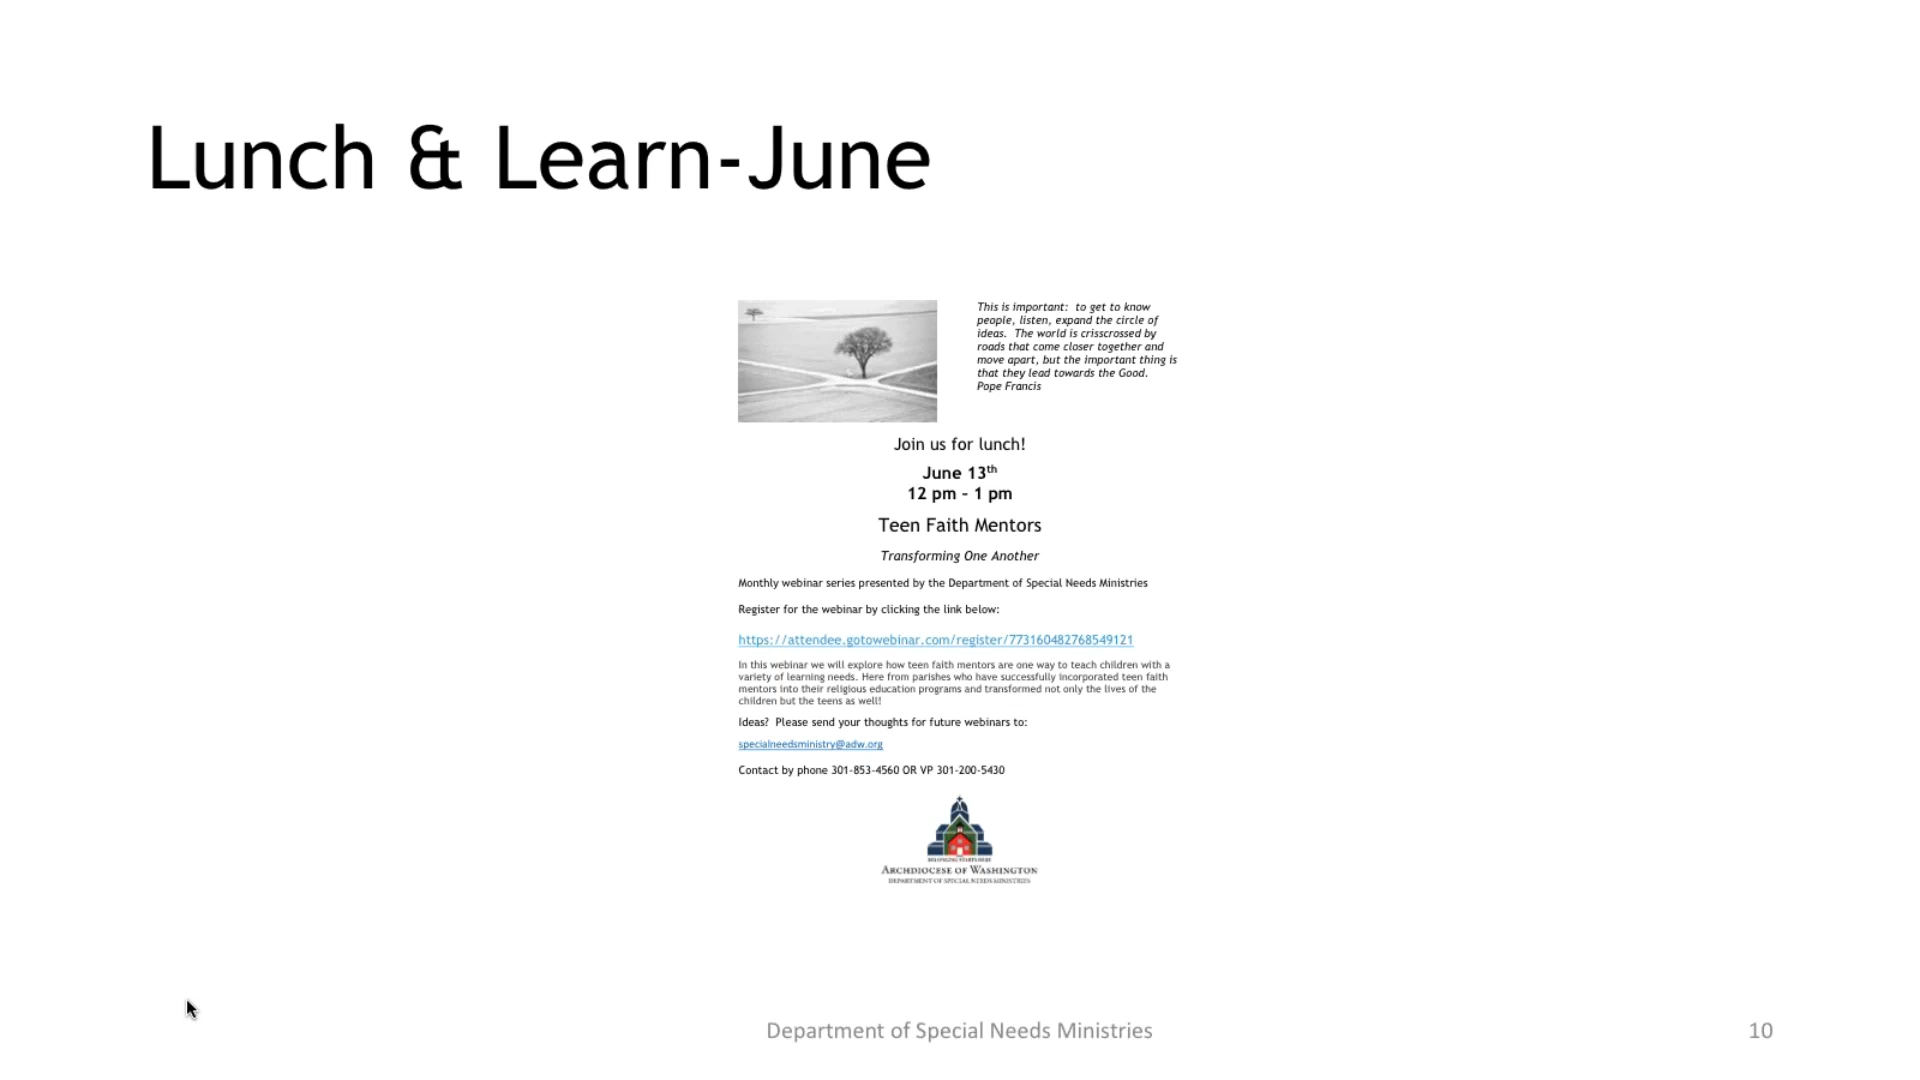 Lunch & Learn-June
This is important:  to get to know
people, listen, expand the circle of
ideas.  The world is crisscrossed by
roads that come closer together and
move apart, but the important thing is
that they lead towards the Good.
Pope Francis
Join us for lunch!
June 13th
12 pm – 1 pm
Teen Faith Mentors
Transforming One Another
Monthly webinar series presented by the Department of Special Needs Ministries
Register for the webinar by clicking the link below:
https://attendee.gotowebinar.com/register/773160482768549121
In this webinar we will explore how teen faith mentors are one way to teach children with a
variety of learning needs. Here from parishes who have successfully incorporated teen faith
mentors into their religious education programs and transformed not only the lives of the
children but the teens as well!
Ideas?  Please send your thoughts for future webinars to:
specialneedsministry@adw.org
Contact by phone 301-853-4560 OR VP 301-200-5430
BELONGING STARTS HERE
ARCHDIOCESE OF WASHINGTON
DEPARTMENT OF SPECIAL NEEDS MINISTRIES
Department of Special Needs Ministries
10